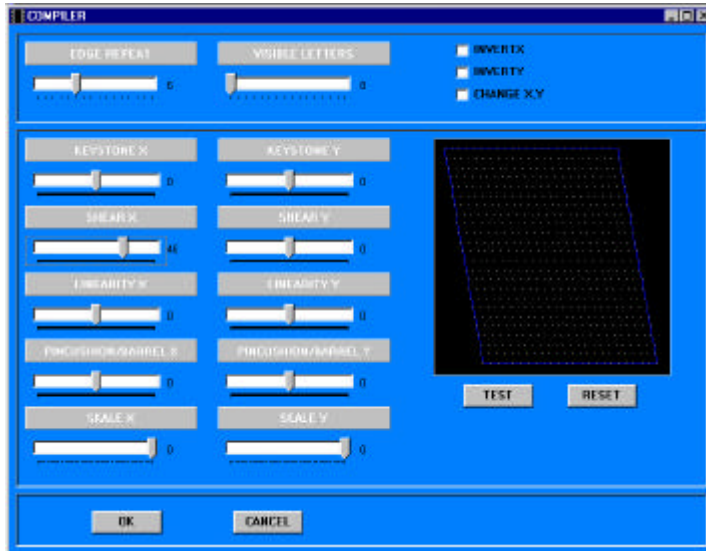 COMPILER
EDGE REPEAT
VISIBLE LETTERS
INVERT X
6
0
INVERT Y
CHANGE X,Y
KEYSTONE X
KEYSTONE Y
0
0
SHEAR X
SHEAR Y
46
0
LINEARITY X
LINEARITY Y
0
0
PINCUSHION/BARREL X
PINCUSHION/BARREL Y
0
0
TEST
RESET
SCALE X
SCALE Y
0
0
OK
CANCEL